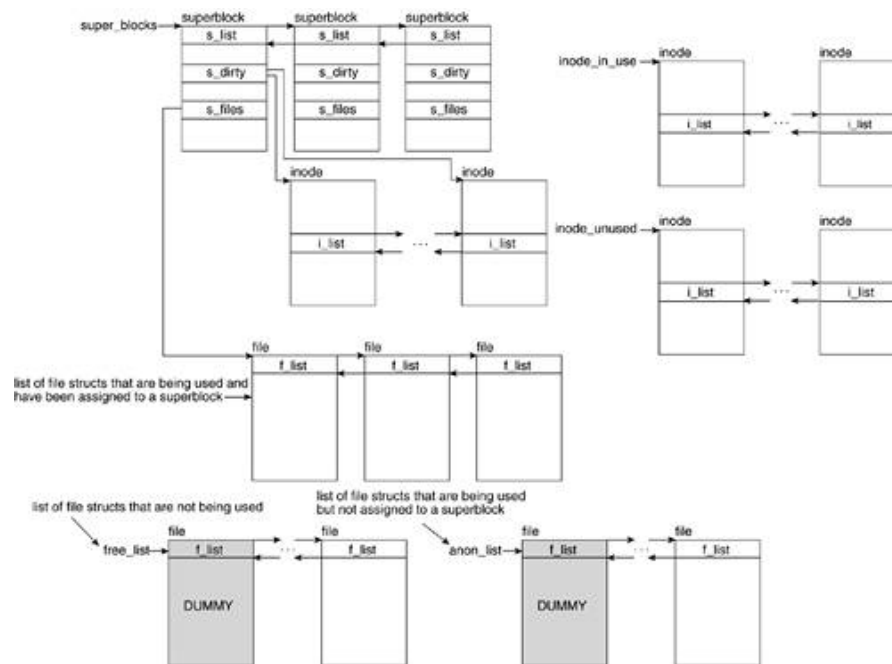 superblock superblock superblock
super_blocks
s_list s_list s_list
s_dirty s_dirty s_dirty
s_files s_files s_files
inode inode
inode_in_use
i_list ... i_list
inode inode
i_list ... i_list
inode inode
inode_unused
i_list ... i_list
file file file
f_list f_list f_list
list of file structs that are being used and
have been assigned to a superblock
list of file structs that are not being used
file file
free_list f_list ... f_list
DUMMY
list of file structs that are being used
but not assigned to a superblock
file file
anon_list f_list ... f_list
DUMMY